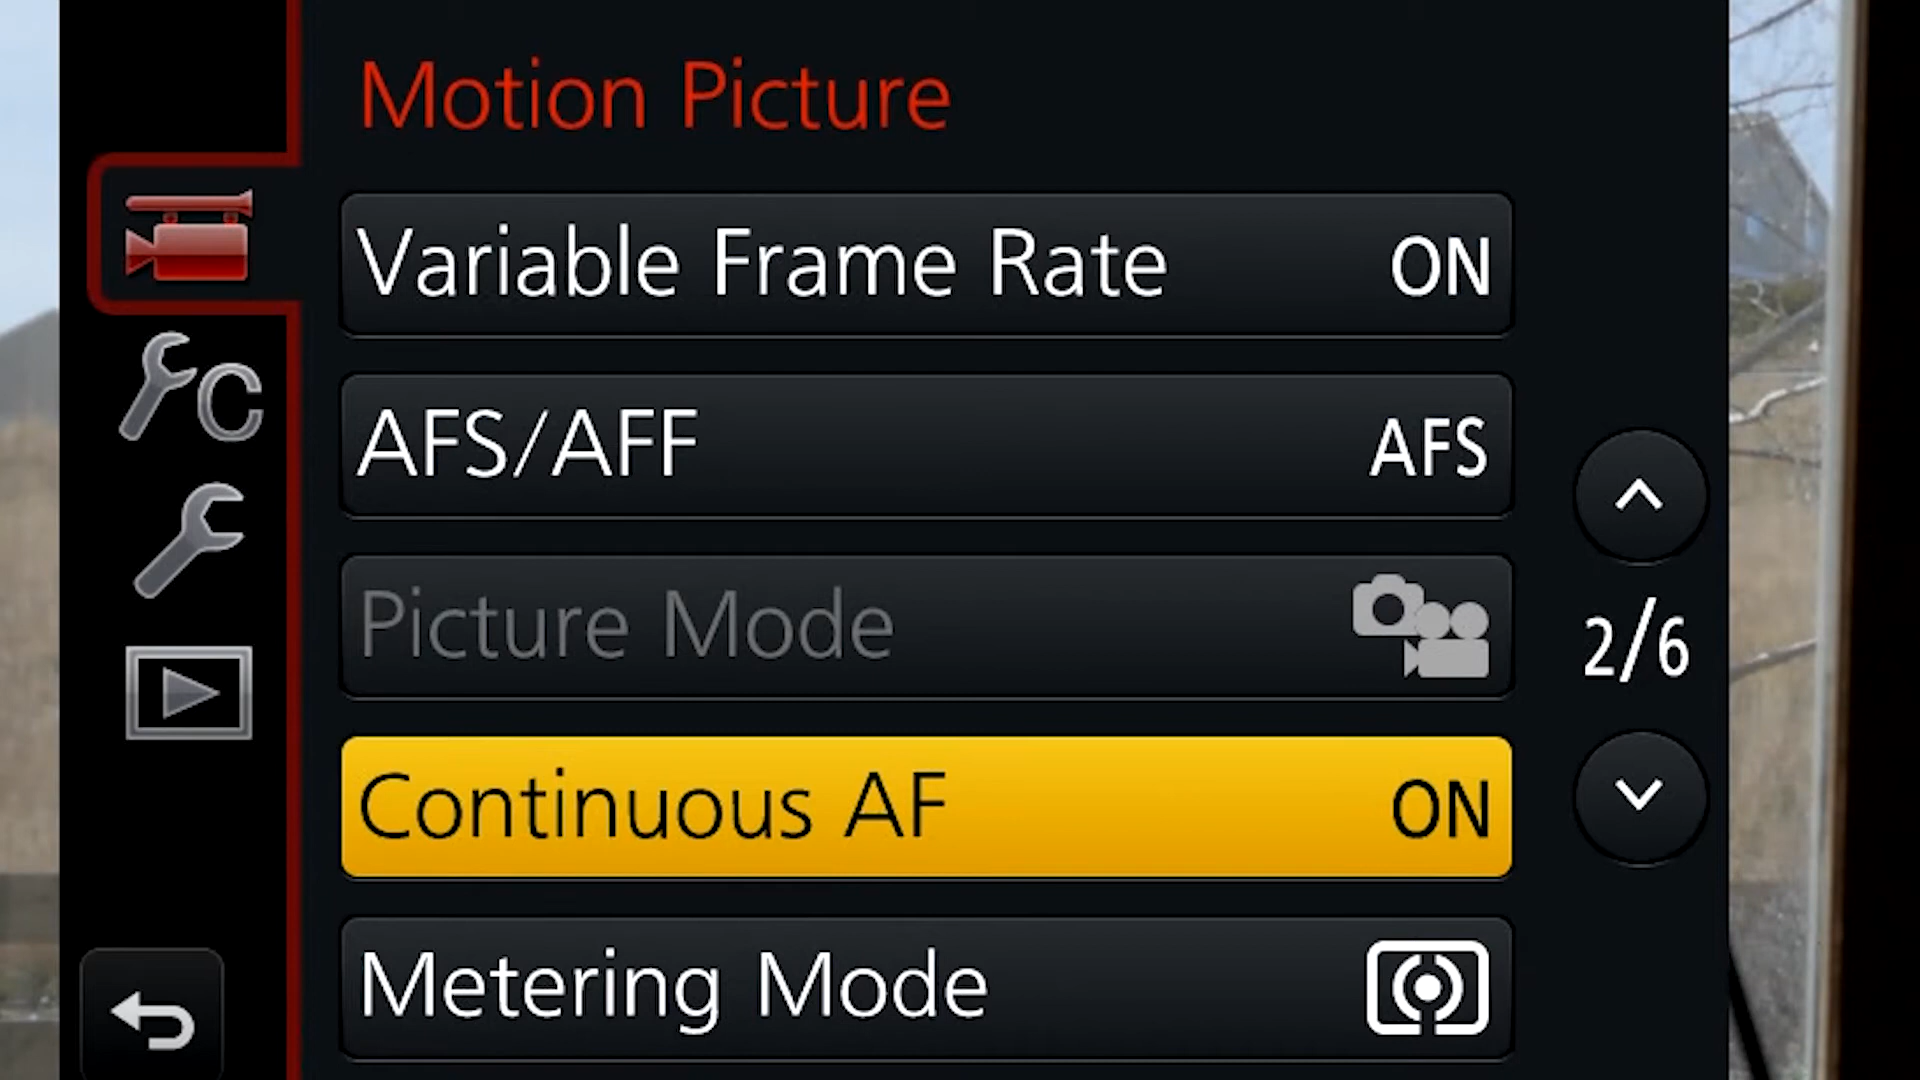 Motion Picture
Variable Frame Rate ON
AFS/AFF AFS
Picture Mode
Continuous AF ON
Metering Mode
C
2/6